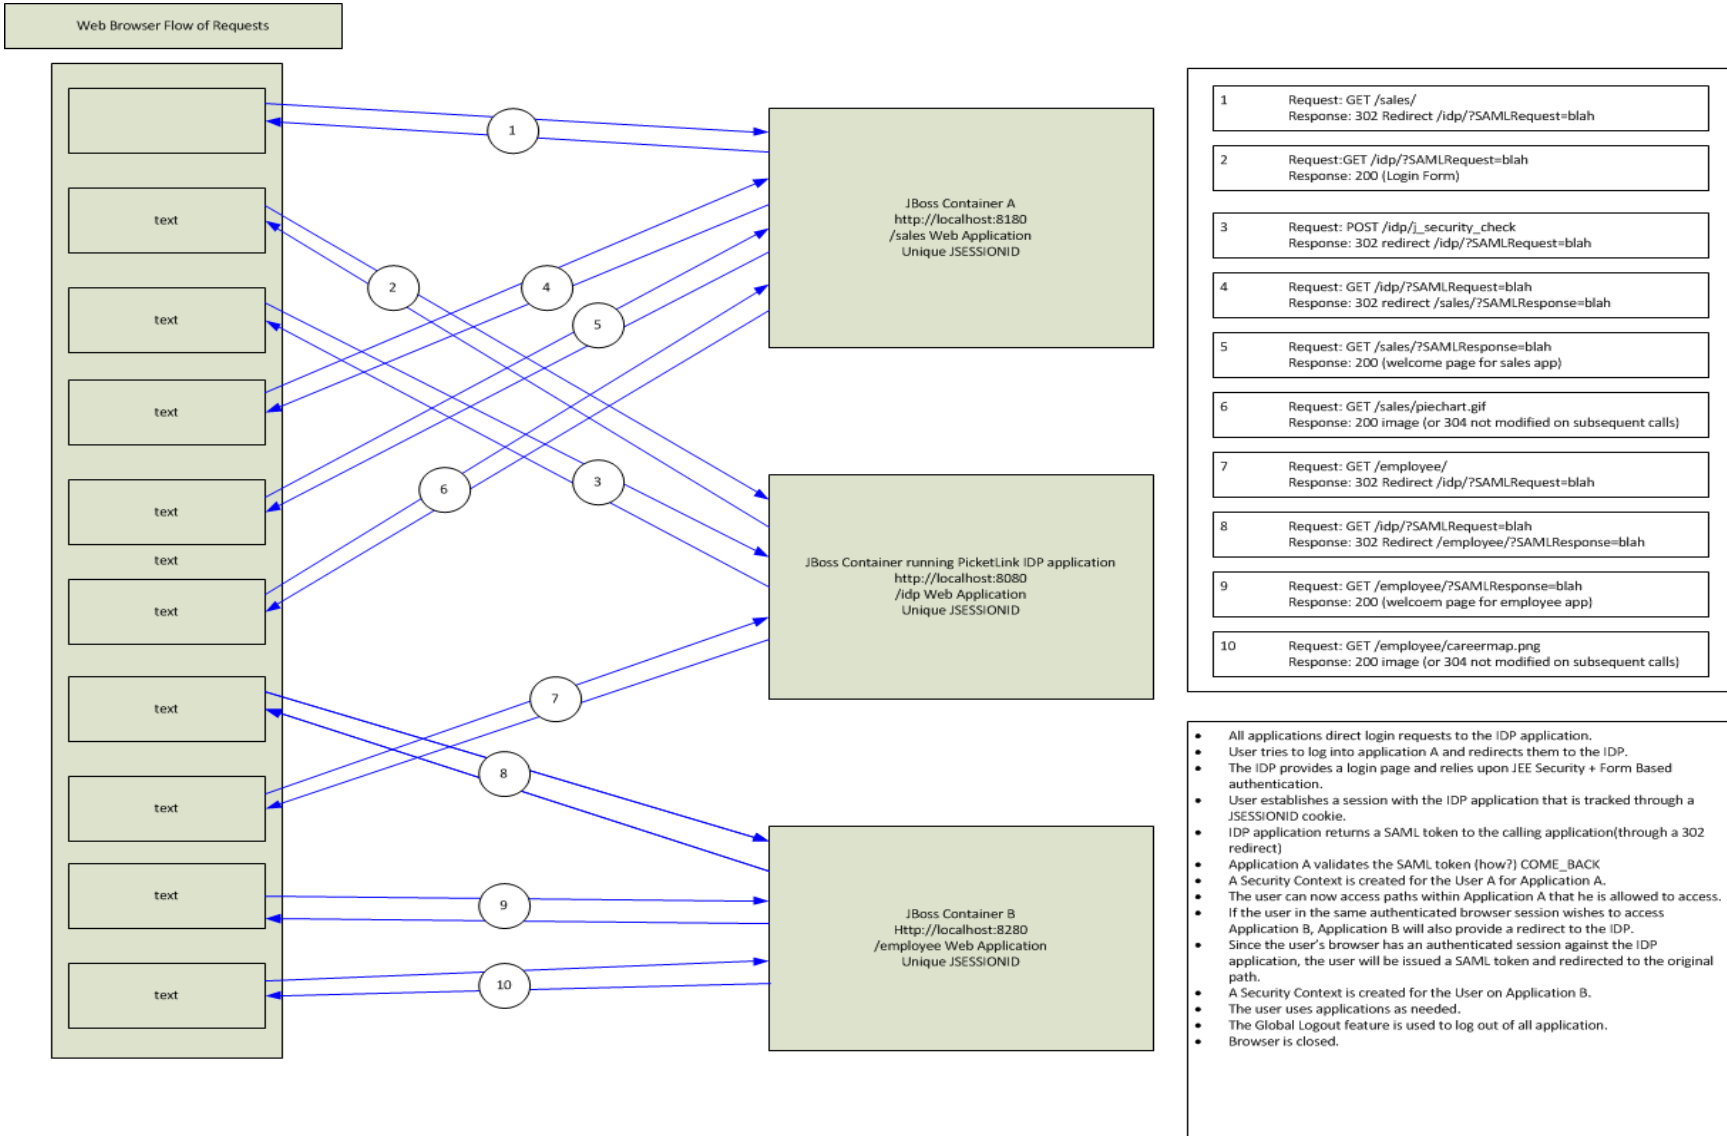 Web Browser Flow of Requests
text
text
text
text
text
text
text
text
text
text
1
2
4
5
6
3
7
8
9
10
JBoss Container A
http://localhost:8180
/sales Web Application
Unique JSESSIONID
JBoss Container running PicketLink IDP application
http://localhost:8080
/idp Web Application
Unique JSESSIONID
JBoss Container B
Http://localhost:8280
/employee Web Application
Unique JSESSIONID
1 Request: GET /sales/
Response: 302 Redirect /idp/?SAMLRequest=blah
2 Request:GET /idp/?SAMLRequest=blah
Response: 200 (Login Form)
3 Request: POST /idp/j_security_check
Response: 302 redirect /idp/?SAMLRequest=blah
4 Request: GET /idp/?SAMLRequest=blah
Response: 302 redirect /sales/?SAMLResponse=blah
5 Request: GET /sales/?SAMLResponse=blah
Response: 200 (welcome page for sales app)
6 Request: GET /sales/piechart.gif
Response: 200 image (or 304 not modified on subsequent calls)
7 Request: GET /employee/
Response: 302 Redirect /idp/?SAMLRequest=blah
8 Request: GET /idp/?SAMLRequest=blah
Response: 302 Redirect /employee/?SAMLResponse=blah
9 Request: GET /employee/?SAMLResponse=blah
Response: 200 (welcoem page for employee app)
10 Request: GET /employee/careermap.png
Response: 200 image (or 304 not modified on subsequent calls)
• All applications direct login requests to the IDP application.
• User tries to log into application A and redirects them to the IDP.
• The IDP provides a login page and relies upon JEE Security + Form Based
authentication.
• User establishes a session with the IDP application that is tracked through a
JSESSIONID cookie.
• IDP application returns a SAML token to the calling application(through a 302
redirect)
• Application A validates the SAML token (how?) COME_BACK
• A Security Context is created for the User A for Application A.
• The user can now access paths within Application A that he is allowed to access.
• If the user in the same authenticated browser session wishes to access
Application B, Application B will also provide a redirect to the IDP.
• Since the user's browser has an authenticated session against the IDP
application, the user will be issued a SAML token and redirected to the original
path.
• A Security Context is created for the User on Application B.
• The user uses applications as needed.
• The Global Logout feature is used to log out of all application.
• Browser is closed.